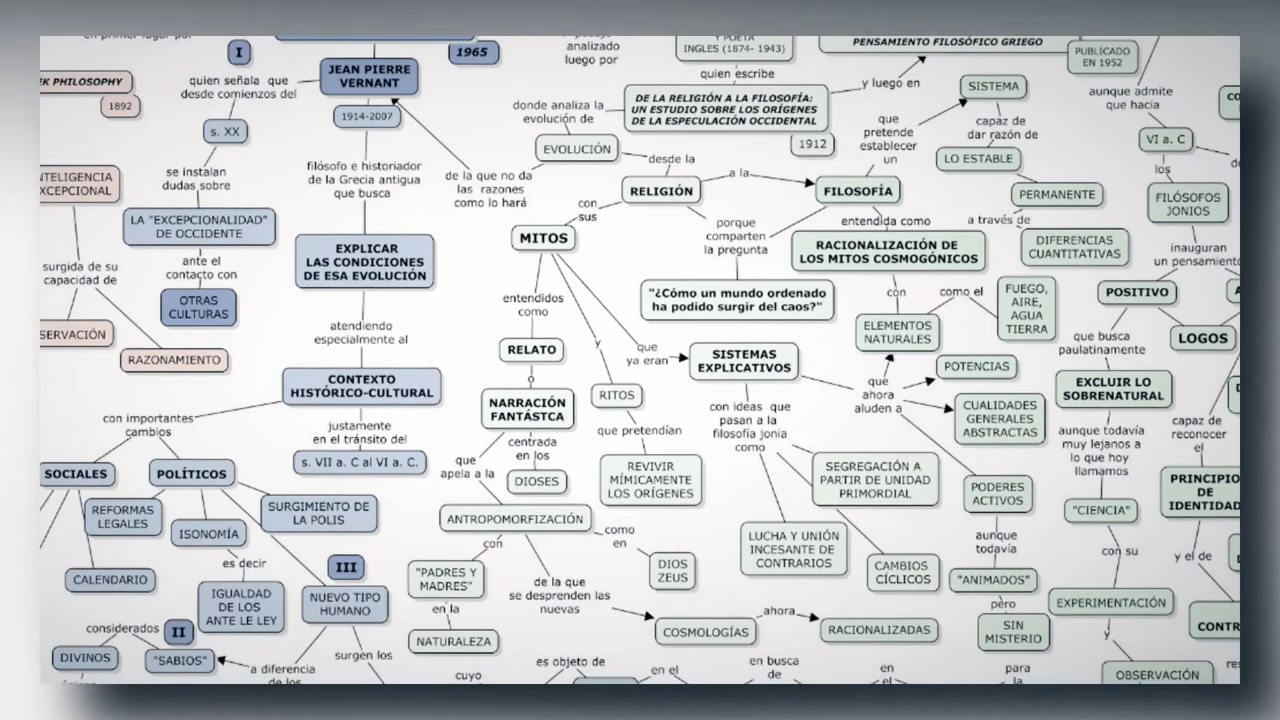 I
1965
analizado
luego por
Y POETA
INGLES (1874- 1943)
PENSAMIENTO FILOSÓFICO GRIEGO
PUBLICADO
EN 1952
EK PHILOSOPHY
1892
quien señala que
desde comienzos del
JEAN PIERRE
VERNANT
1914-2007
quien escribe
DE LA RELIGIÓN A LA FILOSOFÍA:
UN ESTUDIO SOBRE LOS ORÍGENES
DE LA ESPECULACIÓN OCCIDENTAL
1912
y luego en
SISTEMA
aunque admite
que hacia
s. XX
donde analiza la
evolución de
EVOLUCIÓN
desde la
que
pretende
establecer
un
capaz de
dar razón de
LO ESTABLE
VI a. C
los
se instalan
dudas sobre
filósofo e historiador
de la Grecia antigua
que busca
de la que no da
las razones
como lo hará
RELIGIÓN
a la
FILOSOFÍA
PERMANENTE
FILÓSOFOS
JONIOS
NTELIGENCIA
XCEPCIONAL
LA "EXCEPCIONALIDAD"
DE OCCIDENTE
con
sus
MITOS
porque
comparten
la pregunta
entendida como
a través de
DIFERENCIAS
CUANTITATIVAS
inauguran
un pensamiento
RACIONALIZACIÓN DE
LOS MITOS COSMOGÓNICOS
surgida de su
capacidad de
ante el
contacto con
OTRAS
CULTURAS
EXPLICAR
LAS CONDICIONES
DE ESA EVOLUCIÓN
entendidos
como
"¿Cómo un mundo ordenado
ha podido surgir del caos?"
con
como el
FUEGO,
AIRE,
AGUA
TIERRA
POSITIVO
SERVACIÓN
RAZONAMIENTO
atendiendo
especialmente al
RELATO
y
que
ya eran
SISTEMAS
EXPLICATIVOS
ELEMENTOS
NATURALES
que busca
paulatinamente
LOGOS
CONTEXTO
HISTÓRICO-CULTURAL
o
NARRACIÓN
FANTÁSTCA
RITOS
que
ahora
aluden a
POTENCIAS
CUALIDADES
GENERALES
ABSTRACTAS
EXCLUIR LO
SOBRENATURAL
con importantes
cambios
justamente
en el tránsito del
s. VII a. C al VI a. C.
centrada
en los
DIOSES
que pretendían
con ideas que
pasan a la
filosofía jonia
como
aunque todavía
muy lejanos a
lo que hoy
llamamos
capaz de
reconocer
el
SOCIALES
POLÍTICOS
que
apela a la
REVIVIR
MÍMICAMENTE
LOS ORÍGENES
SEGREGACIÓN A
PARTIR DE UNIDAD
PRIMORDIAL
PODERES
ACTIVOS
"CIENCIA"
PRINCIPIO
DE
IDENTIDAD
REFORMAS
LEGALES
ISONOMÍA
SURGIMIENTO DE
LA POLIS
ANTROPOMORFIZACIÓN
como
en
LUCHA Y UNIÓN
INCESANTE DE
CONTRARIOS
aunque
todavía
con su
y el de
CALENDARIO
es decir
III
con
"PADRES Y
MADRES"
DIOS
ZEUS
CAMBIOS
CÍCLICOS
"ANIMADOS"
IGUALDAD
DE LOS
ANTE LE LEY
NUEVO TIPO
HUMANO
en la
de la que
se desprenden las
nuevas
pero
EXPERIMENTACIÓN
considerados
II
NATURALEZA
COSMOLOGÍAS
ahora
RACIONALIZADAS
SIN
MISTERIO
y
CONTR
DIVINOS
"SABIOS"
a diferencia
de los
surgen los
cuyo
es objeto de
en el
en busca
de
en
el
para
la
OBSERVACIÓN